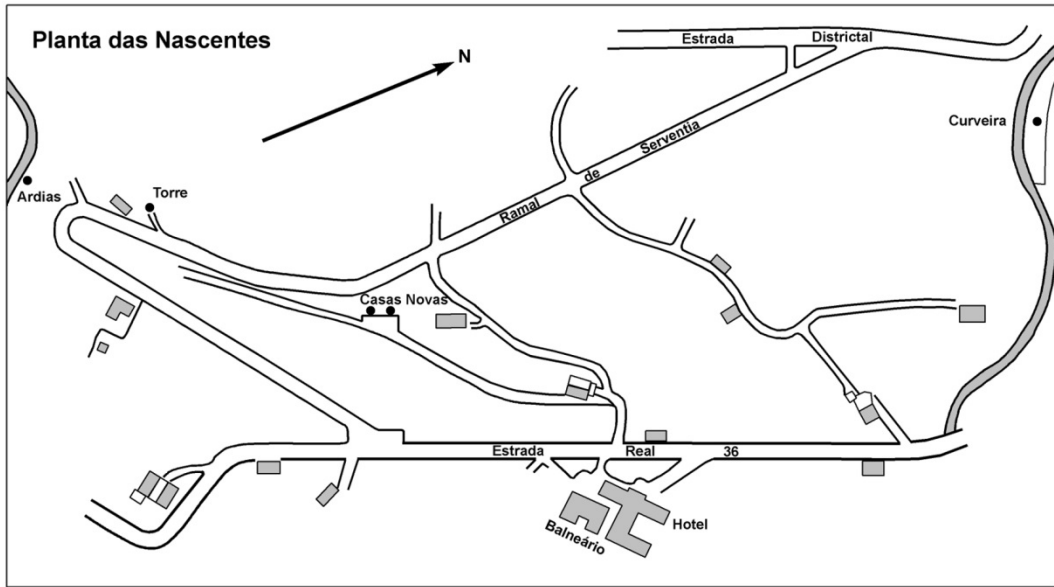 Planta das Nascentes
Estrada Districtal
N
Curveira
Ramal de Serventia
Torre
Ardias
Casas Novas
Estrada Real 36
Hotel
Balneário